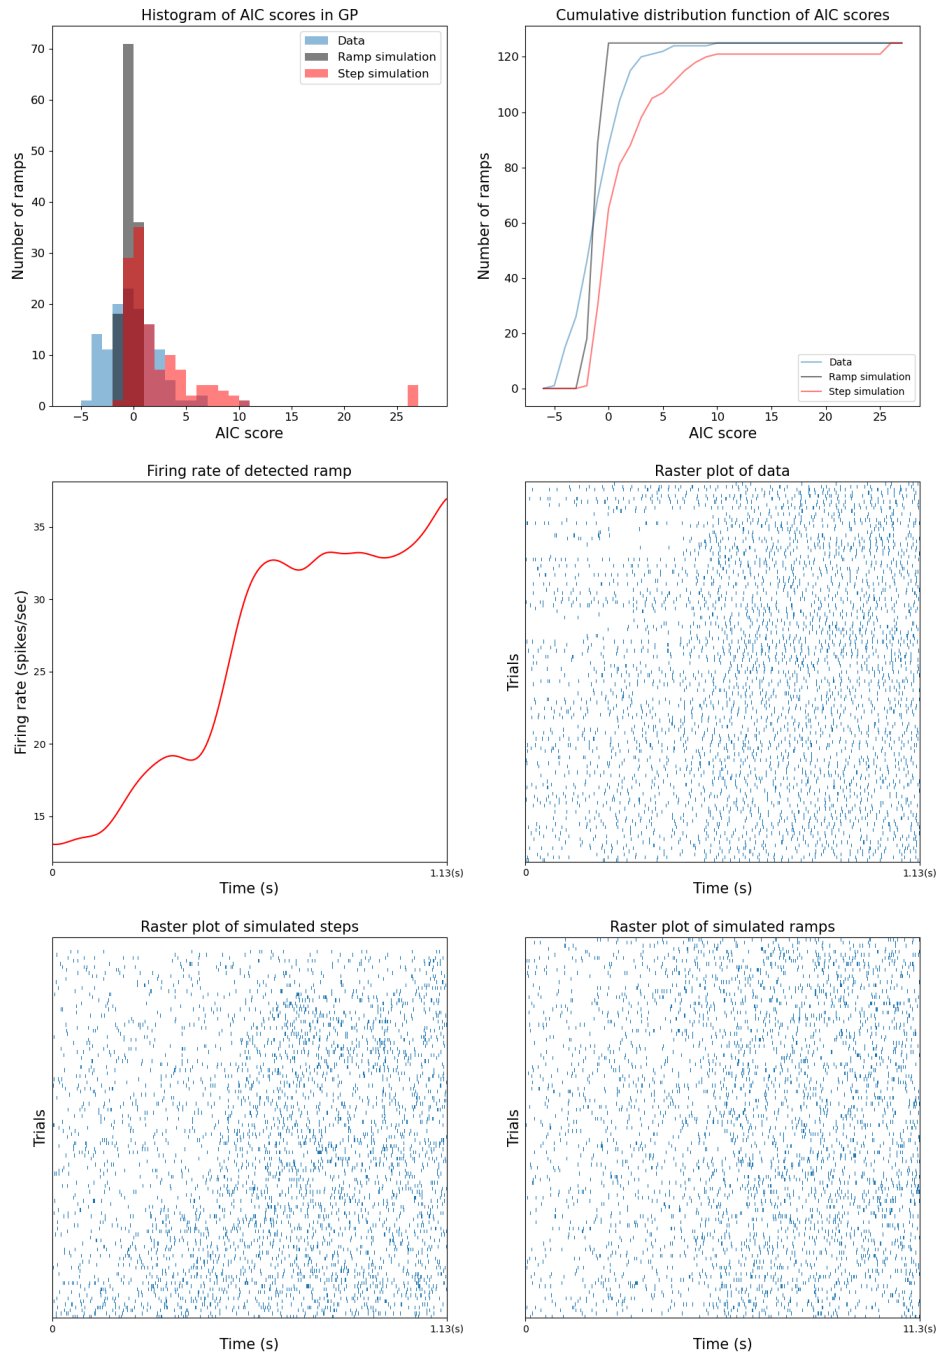 Histogram of AIC scores in GP
Number of ramps
70
60
50
40
30
20
10
0
Data
Ramp simulation
Step simulation
−5
0
5
10
15
20
25
AIC score
Cumulative distribution function of AIC scores
Number of ramps
120
100
80
60
40
20
0
Data
Ramp simulation
Step simulation
−5
0
5
10
15
20
25
AIC score
Firing rate of detected ramp
Firing rate (spikes/sec)
35
30
25
20
15
0
1.13(s)
Time (s)
Raster plot of data
Trials
0
1.13(s)
Time (s)
Raster plot of simulated steps
Trials
0
1.13(s)
Time (s)
Raster plot of simulated ramps
Trials
0
11.3(s)
Time (s)